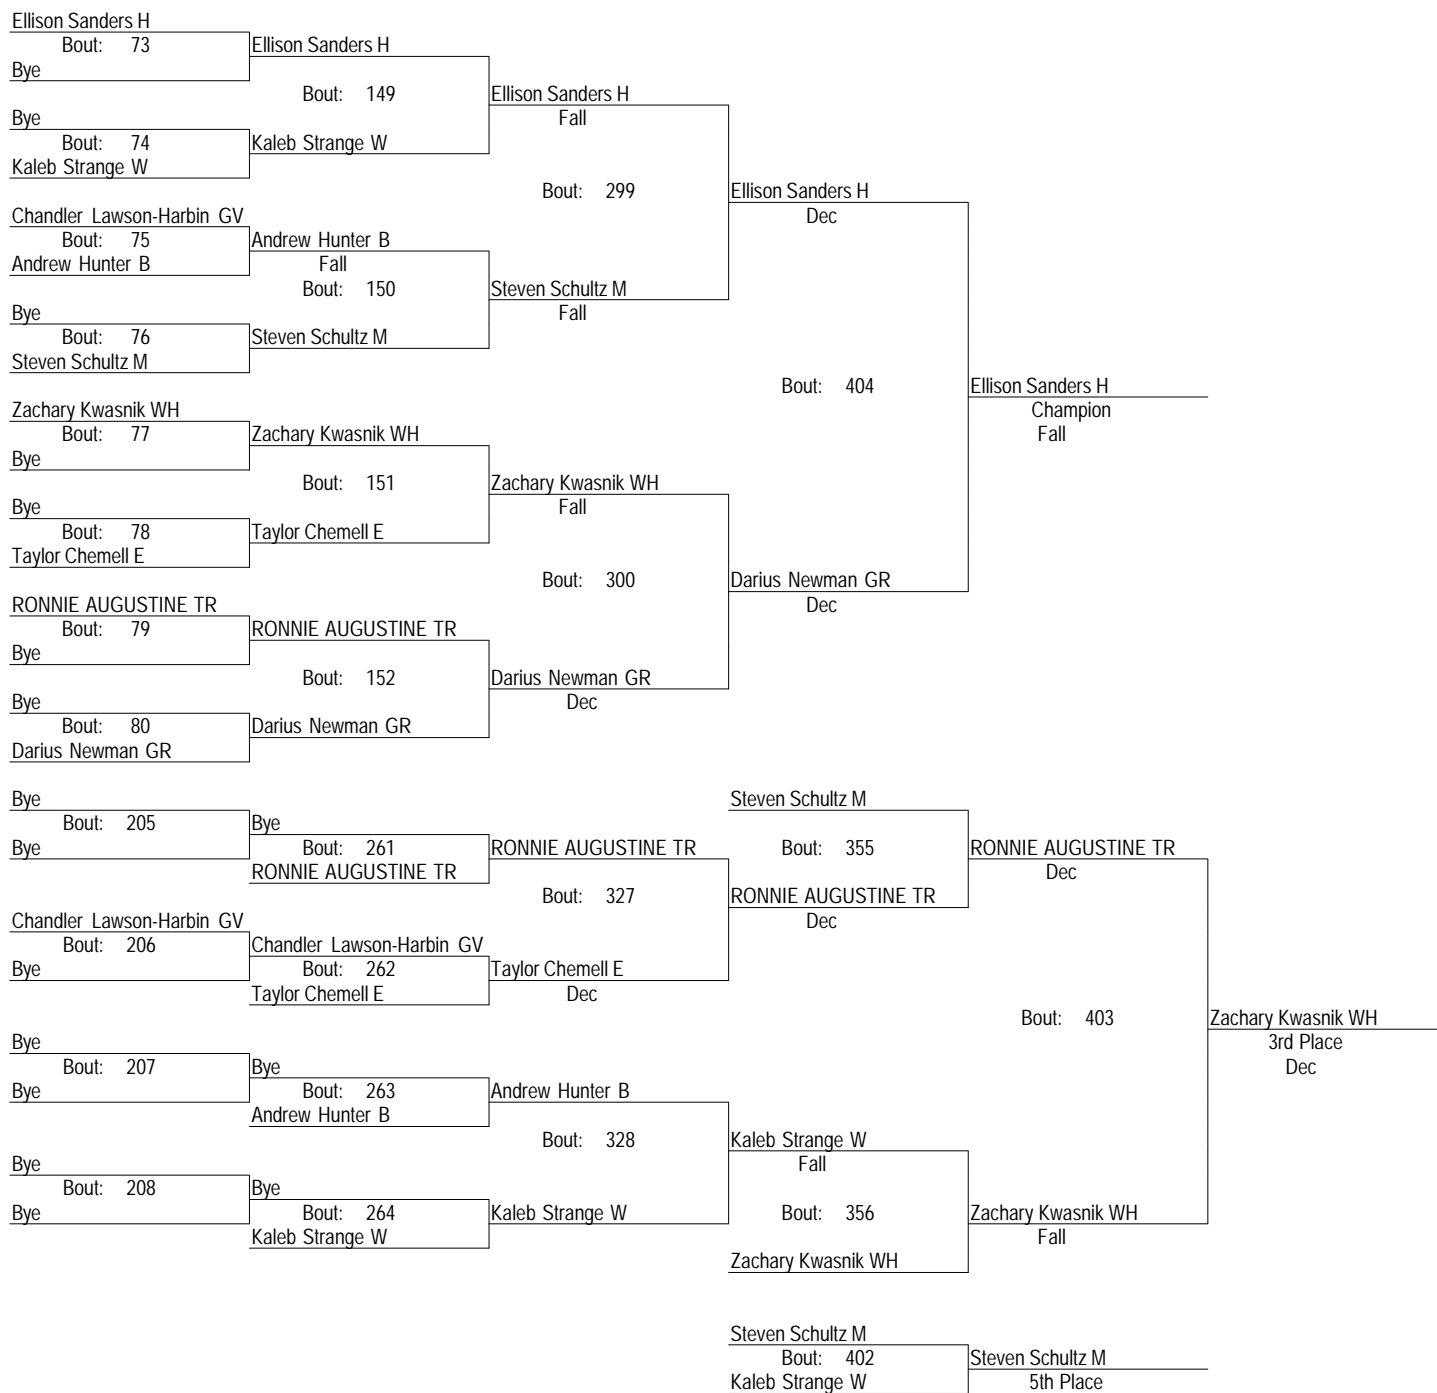 Ellison Sanders H
Bout: 73
Ellison Sanders H
Bye
Bout: 149
Ellison Sanders H
Bye
Fall
Bout: 74
Kaleb Strange W
Kaleb Strange W
Bout: 299
Ellison Sanders H
Chandler Lawson-Harbin GV
Dec
Bout: 75
Andrew Hunter B
Andrew Hunter B
Fall
Bout: 150
Steven Schultz M
Bye
Fall
Bout: 76
Steven Schultz M
Steven Schultz M
Bout: 404
Ellison Sanders H
Zachary Kwasnik WH
Champion
Bout: 77
Zachary Kwasnik WH
Fall
Bye
Bout: 151
Zachary Kwasnik WH
Bye
Fall
Bout: 78
Taylor Chemell E
Taylor Chemell E
Bout: 300
Darius Newman GR
RONNIE AUGUSTINE TR
Dec
Bout: 79
RONNIE AUGUSTINE TR
Bye
Bout: 152
Darius Newman GR
Bye
Dec
Bout: 80
Darius Newman GR
Darius Newman GR
Bye
Steven Schultz M
Bout: 205
Bye
Bye
Bout: 261
RONNIE AUGUSTINE TR
Bout: 355
RONNIE AUGUSTINE TR
RONNIE AUGUSTINE TR
Dec
Bout: 327
RONNIE AUGUSTINE TR
Chandler Lawson-Harbin GV
Dec
Bout: 206
Chandler Lawson-Harbin GV
Bye
Bout: 262
Taylor Chemell E
Taylor Chemell E
Dec
Bout: 403
Zachary Kwasnik WH
Bye
3rd Place
Bout: 207
Bye
Dec
Bye
Bout: 263
Andrew Hunter B
Andrew Hunter B
Bout: 328
Kaleb Strange W
Bye
Fall
Bout: 208
Bye
Bye
Bout: 264
Kaleb Strange W
Bout: 356
Zachary Kwasnik WH
Kaleb Strange W
Fall
Zachary Kwasnik WH
Steven Schultz M
Bout: 402
Steven Schultz M
Kaleb Strange W
5th Place